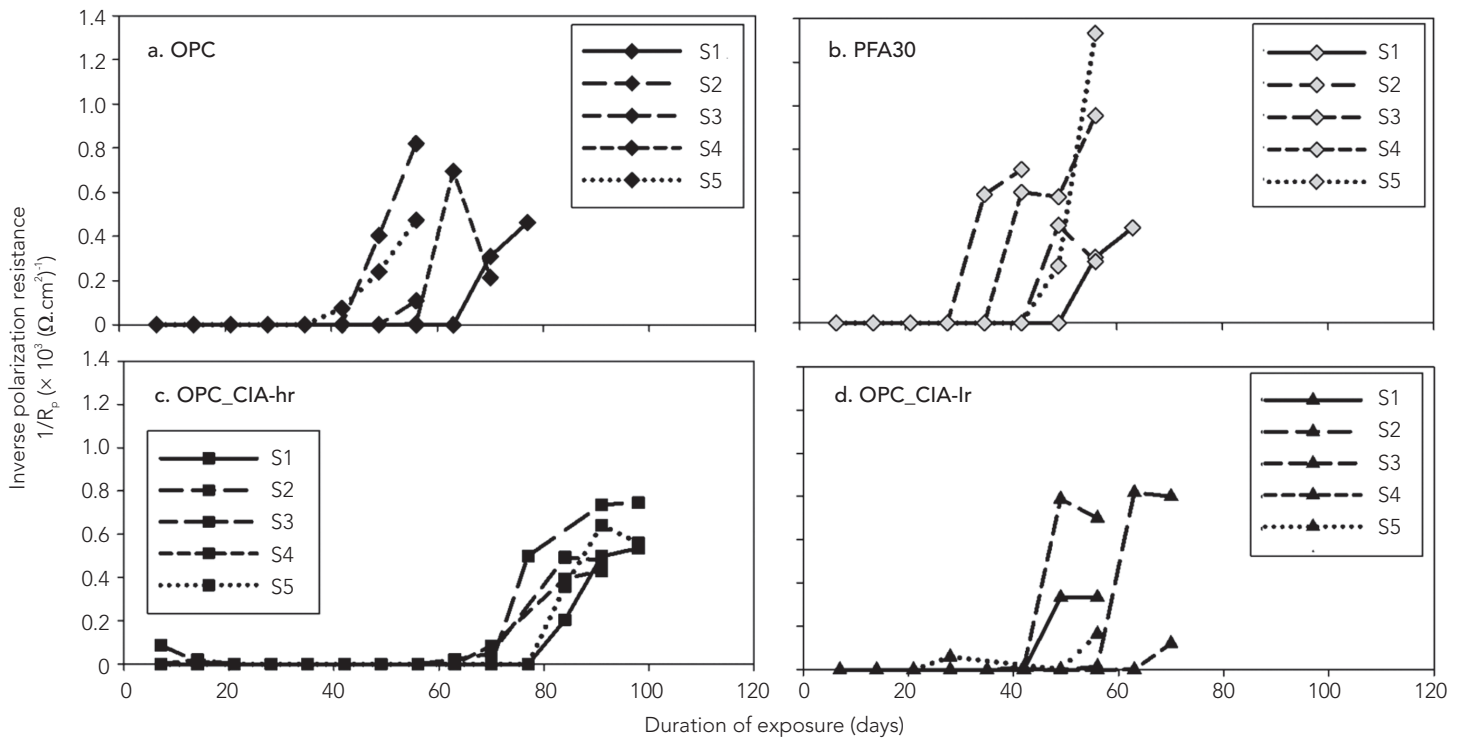 Inverse polarization resistance
1/Rₚ (× 10³ (Ω.cm²)⁻¹
a. OPC
1.4
1.2
1.0
0.8
0.6
0.4
0.2
0
S1
S2
S3
S4
S5
b. PFA30
S1
S2
S3
S4
S5
c. OPC_CIA-hr
1.4
1.2
1.0
0.8
0.6
0.4
0.2
0
S1
S2
S3
S4
S5
0 20 40 60 80 100 120
d. OPC_CIA-lr
S1
S2
S3
S4
S5
0 20 40 60 80 100 120
Duration of exposure (days)